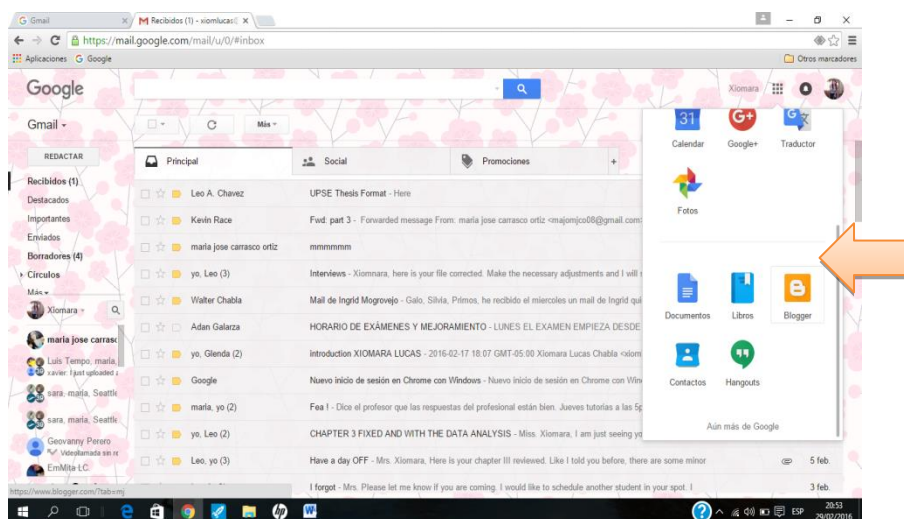 Gmail
Recibidos (1) - xiomlucas@
https://mail.google.com/mail/u/0/#inbox
Aplicaciones Google Otros marcadores
Google
Xiomara
Gmail
Más
REDACTAR
Principal Social Promociones +
Recibidos (1)
Destacados
Importantes
Enviados
Borradores (4)
Círculos
Más
Xiomara
maria jose carrasc
Luis Tempo, maria,
xavier: I just uploaded a
sara, maria, Seattle
sara, maria, Seattle
Geovanny Perero
Videollamada sin re
EmMita LC
Leo A. Chavez UPSE Thesis Format - Here
Kevin Race Fwd: part 3 - Forwarded message From: maria jose carrasco ortiz <majomjco08@gmail.com>
maria jose carrasco ortiz mmmmmm
yo, Leo (3) Interviews - Xiomnara, here is your file corrected. Make the necessary adjustments and I will
Walter Chabla Mail de Ingrid Mogrovejo - Galo, Silvia, Primos, he recibido el miercoles un mail de Ingrid qui
Adan Galarza HORARIO DE EXÁMENES Y MEJORAMIENTO - LUNES EL EXAMEN EMPIEZA DESDE
yo, Glenda (2) introduction XIOMARA LUCAS - 2016-02-17 18:07 GMT-05:00 Xiomara Lucas Chabla <xiom
Google Nuevo inicio de sesión en Chrome con Windows - Nuevo inicio de sesión en Chrome con Win
maria, yo (2) Fea ! - Dice el profesor que las respuestas del profesional están bien. Jueves tutorias a las 5p
yo, Leo (2) CHAPTER 3 FIXED AND WITH THE DATA ANALYSIS - Miss. Xiomara, I am just seeing yo
Leo, yo (3) Have a day OFF - Mrs. Xiomara, Here is your chapter III reviewed. Like I told you before, there are some minor 5 feb.
I forgot - Mrs. Please let me know if you are coming. I would like to schedule another student in your spot. I 3 feb.
31 G+ G
Calendar Google+ Traductor
Fotos
Documentos Libros Blogger
Contactos Hangouts
Aún más de Google
https://www.blogger.com/?tab=mj
ESP
20:53
29/02/2016